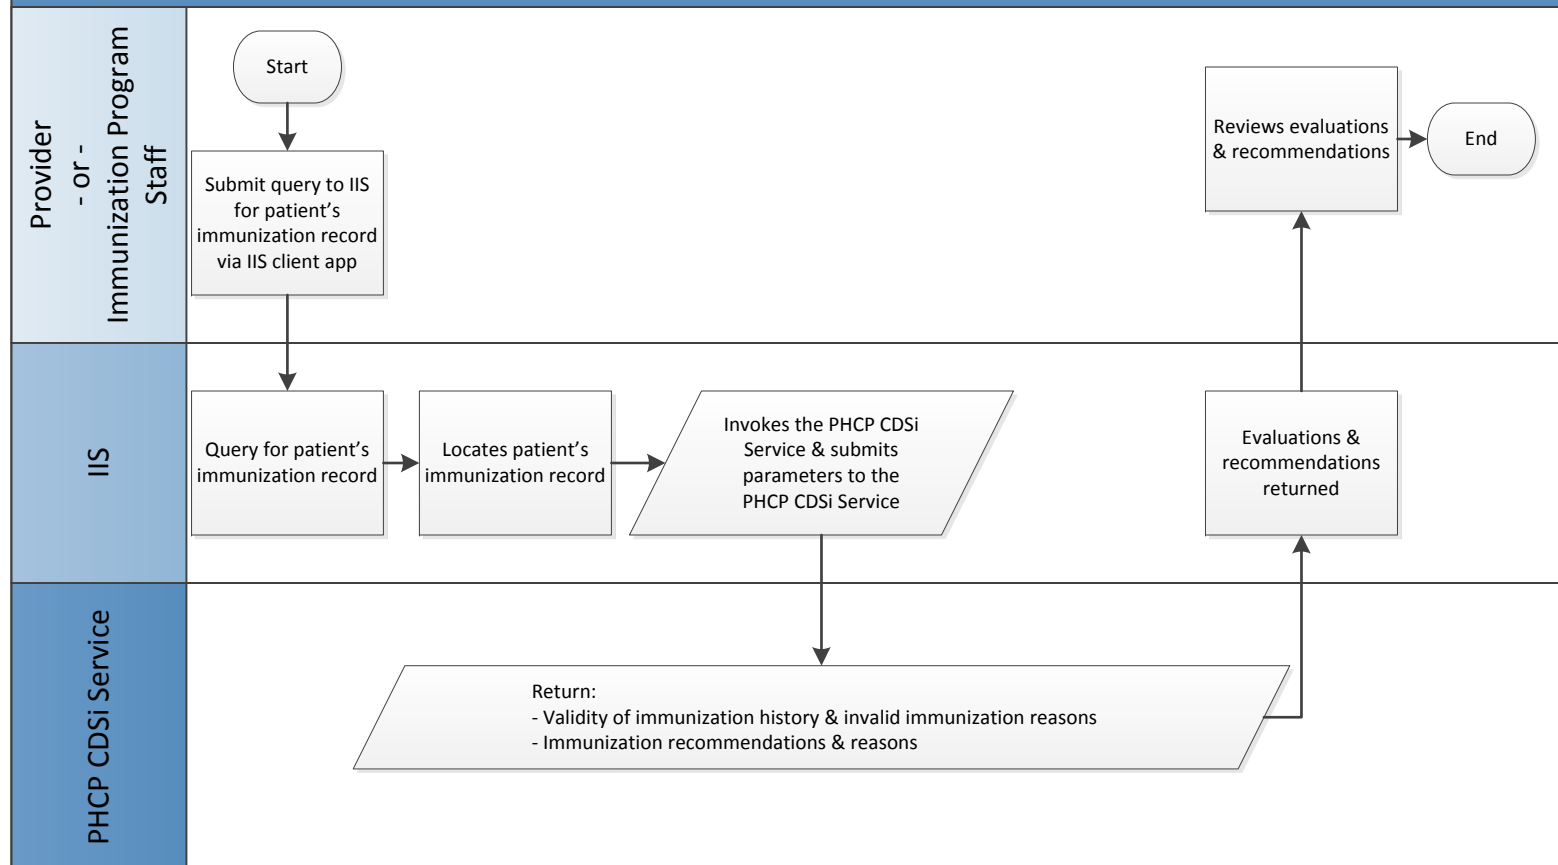 Provider
- or -
Immunization Program
Staff
Start
Submit query to IIS
for patient's
immunization record
via IIS client app
Reviews evaluations
& recommendations
End
IIS
Query for patient's
immunization record
Locates patient's
immunization record
Invokes the PHCP CDSi
Service & submits
parameters to the
PHCP CDSi Service
Evaluations &
recommendations
returned
PHCP CDSi Service
Return:
- Validity of immunization history & invalid immunization reasons
- Immunization recommendations & reasons